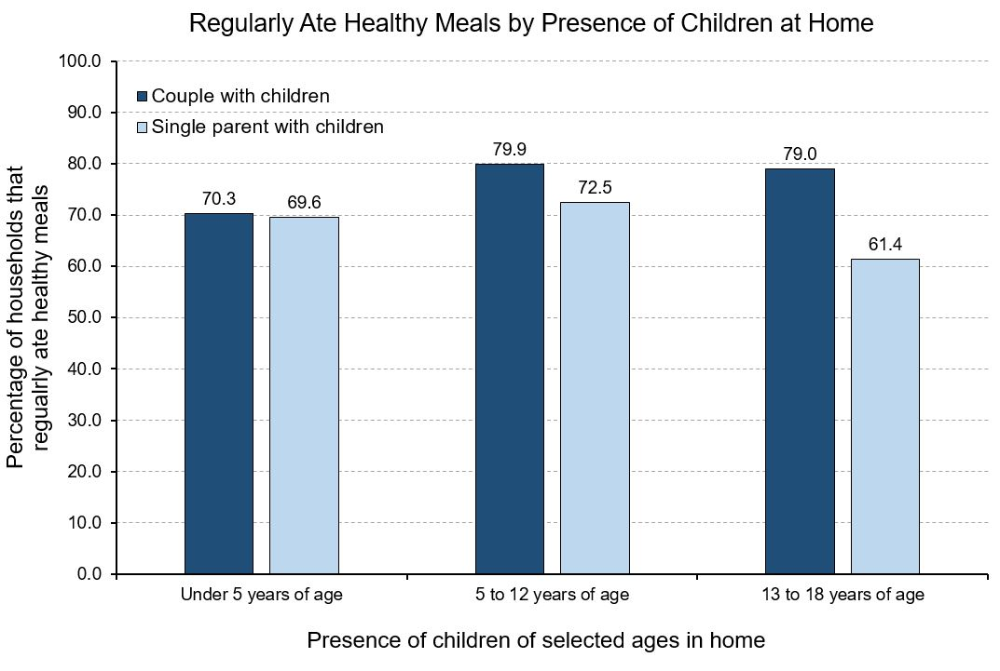 Regularly Ate Healthy Meals by Presence of Children at Home
Percentage of households that
regualrly ate healthy meals
100.0
90.0
80.0
70.0
60.0
50.0
40.0
30.0
20.0
10.0
0.0
Couple with children
Single parent with children
70.3
69.6
79.9
72.5
79.0
61.4
Under 5 years of age
5 to 12 years of age
13 to 18 years of age
Presence of children of selected ages in home